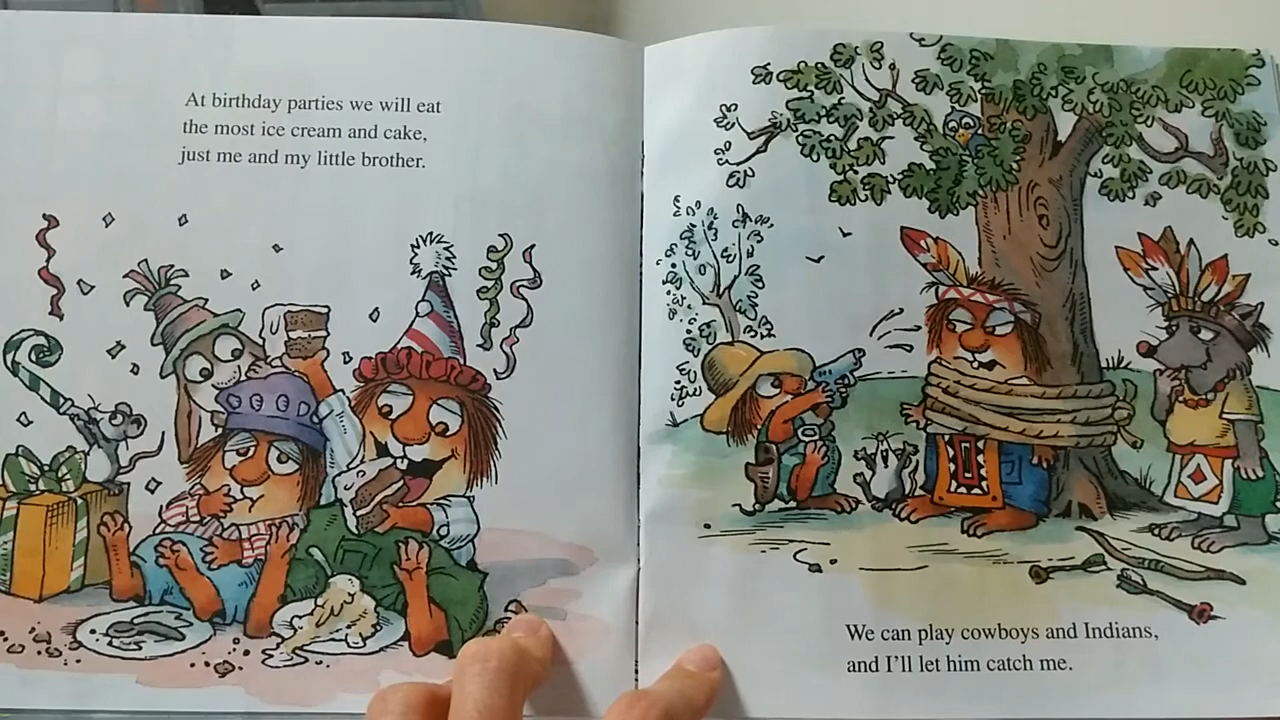 At birthday parties we will eat
the most ice cream and cake,
just me and my little brother.
We can play cowboys and Indians,
and I'll let him catch me.